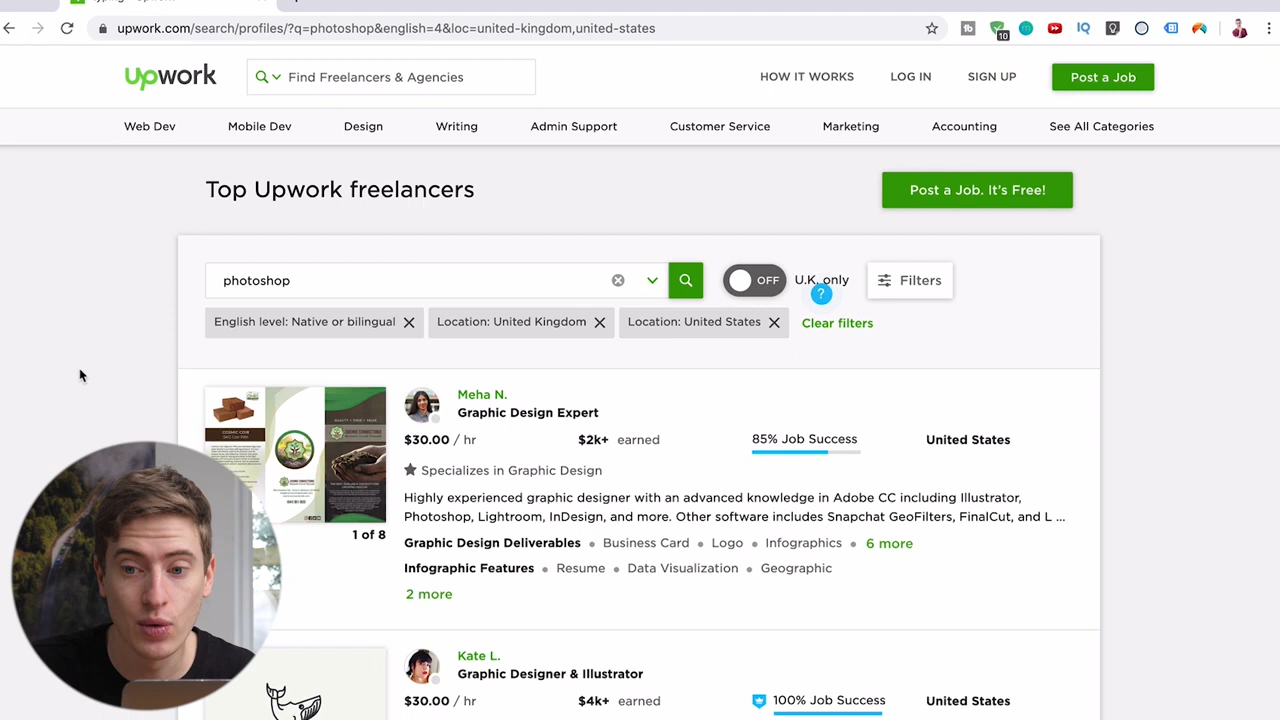 upwork.com/search/profiles/?q=photoshop&english=4&loc=united-kingdom,united-states
10
IQ
upwork
Find Freelancers & Agencies
HOW IT WORKS
LOG IN
SIGN UP
Post a Job
Web Dev
Mobile Dev
Design
Writing
Admin Support
Customer Service
Marketing
Accounting
See All Categories
Top Upwork freelancers
Post a Job. It's Free!
photoshop
OFF
U.K. only
?
Filters
English level: Native or bilingual
Location: United Kingdom
Location: United States
Clear filters
Meha N.
Graphic Design Expert
$30.00 / hr
$2k+ earned
85% Job Success
United States
Specializes in Graphic Design
Highly experienced graphic designer with an advanced knowledge in Adobe CC including Illustrator,
Photoshop, Lightroom, InDesign, and more. Other software includes Snapchat GeoFilters, FinalCut, and L ...
1 of 8
Graphic Design Deliverables • Business Card • Logo • Infographics • 6 more
Infographic Features • Resume • Data Visualization • Geographic
2 more
Kate L.
Graphic Designer & Illustrator
$30.00 / hr
$4k+ earned
100% Job Success
United States